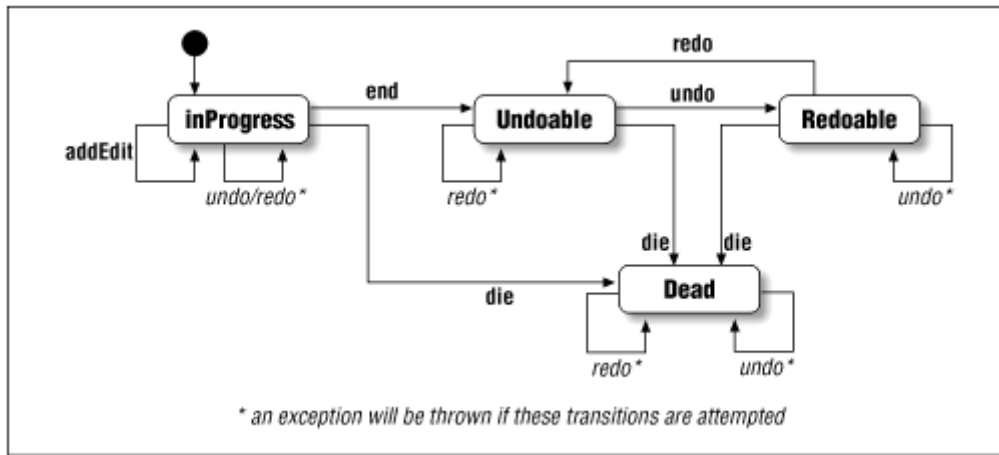 redo
end
undo
inProgress
Undoable
Redoable
addEdit
undo/redo*
redo*
undo*
die
die
die
Dead
redo*
undo*
* an exception will be thrown if these transitions are attempted